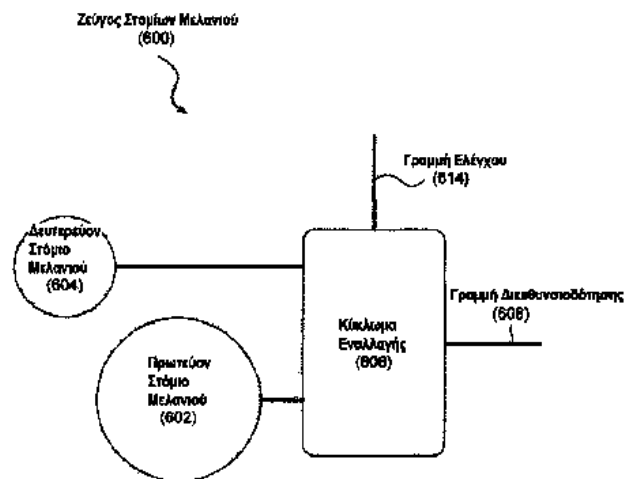 Ζεύγος Στομίων Μελανιού
(600)
Γραμμή Ελέγχου
(614)
Δευτερεύον
Στόμιο
Μελανιού
(604)
Γραμμή Διευθυνσιοδότησης
(608)
Κύκλωμα
Εναλλαγής
(606)
Πρωτεύον
Στόμιο
Μελανιού
(602)